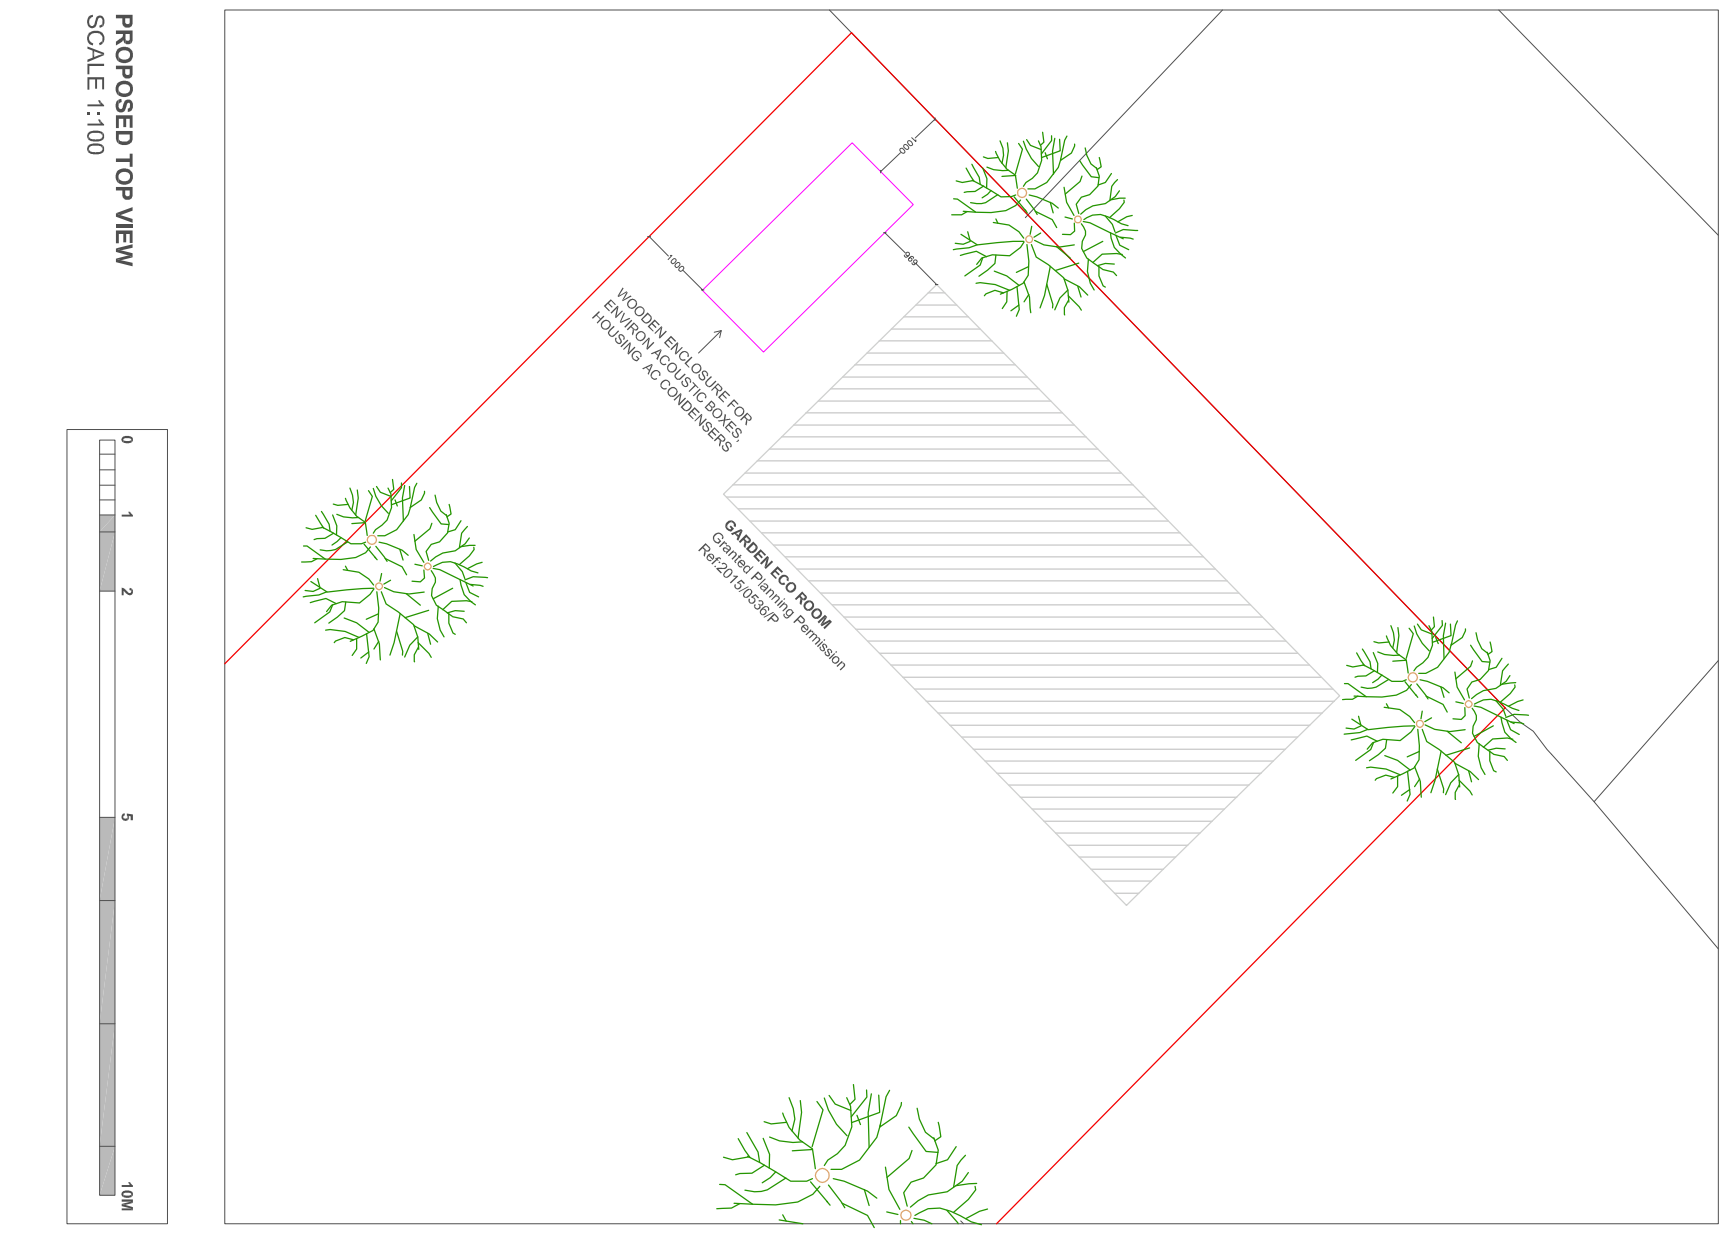 PROPOSED TOP VIEW
SCALE 1:100
1000
1000
969
WOODEN ENCLOSURE FOR
ENVIRON ACOUSTIC BOXES,
HOUSING AC CONDENSERS
GARDEN ECO ROOM
Granted Planning Permission
Ref:2015/0536/P
0
1
2
5
10M